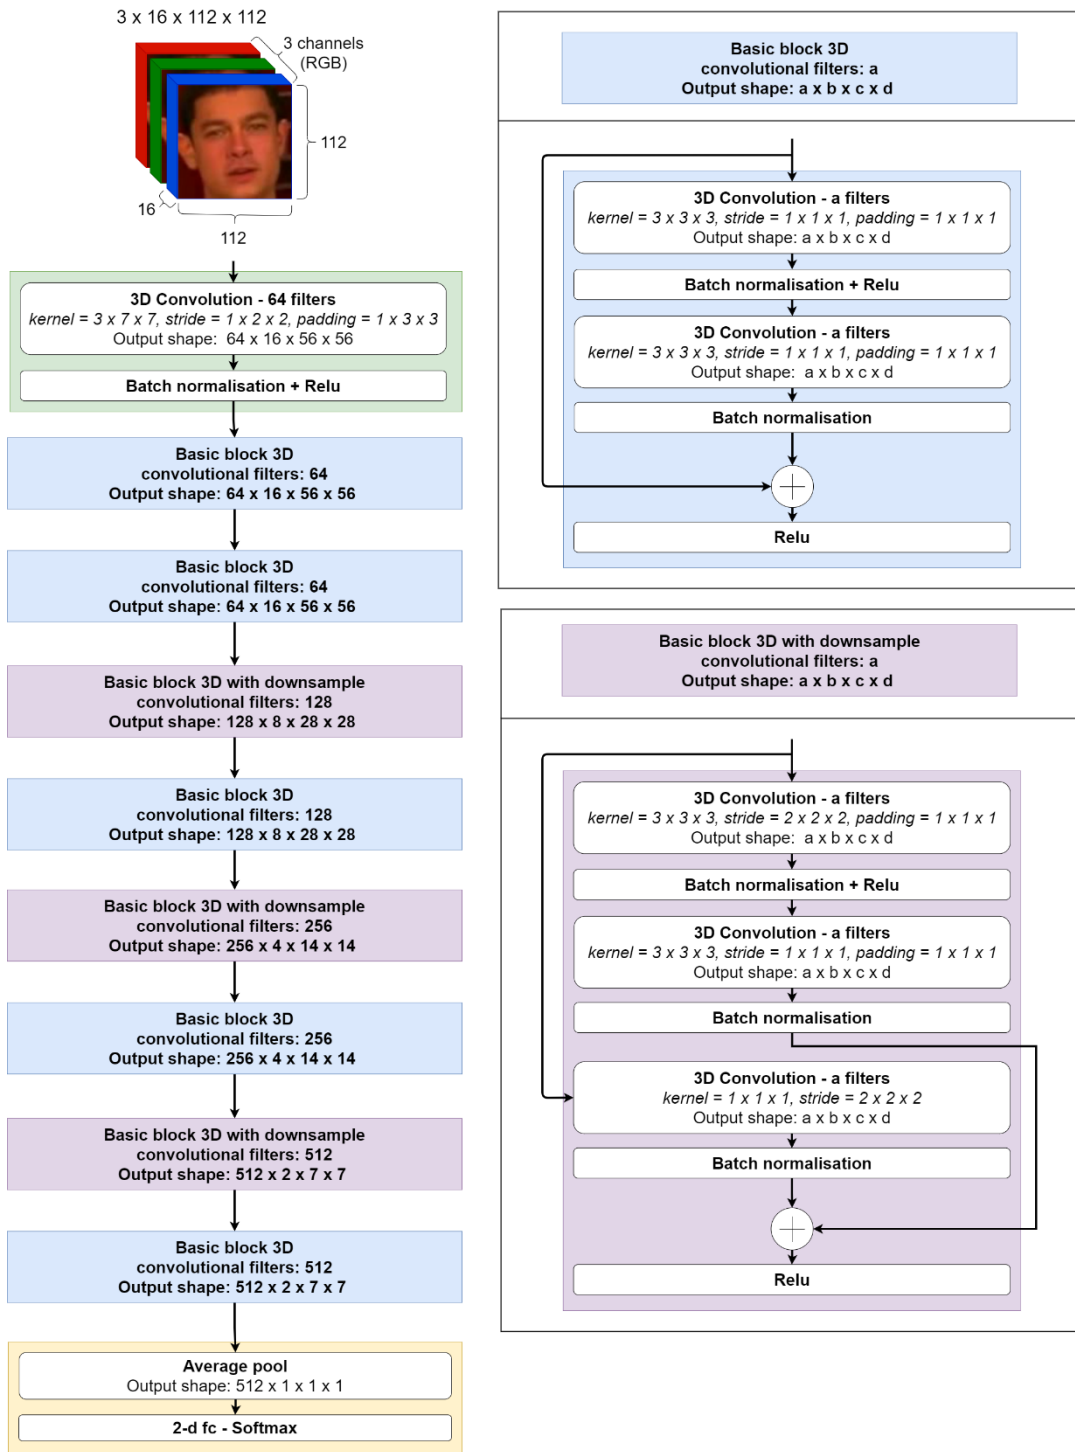 3 x 16 x 112 x 112
3 channels
(RGB)
112
16
112
3D Convolution - 64 filters
kernel = 3 x 7 x 7, stride = 1 x 2 x 2, padding = 1 x 3 x 3
Output shape: 64 x 16 x 56 x 56
Batch normalisation + Relu
Basic block 3D
convolutional filters: 64
Output shape: 64 x 16 x 56 x 56
Basic block 3D
convolutional filters: 64
Output shape: 64 x 16 x 56 x 56
Basic block 3D with downsample
convolutional filters: 128
Output shape: 128 x 8 x 28 x 28
Basic block 3D
convolutional filters: 128
Output shape: 128 x 8 x 28 x 28
Basic block 3D with downsample
convolutional filters: 256
Output shape: 256 x 4 x 14 x 14
Basic block 3D
convolutional filters: 256
Output shape: 256 x 4 x 14 x 14
Basic block 3D with downsample
convolutional filters: 512
Output shape: 512 x 2 x 7 x 7
Basic block 3D
convolutional filters: 512
Output shape: 512 x 2 x 7 x 7
Average pool
Output shape: 512 x 1 x 1 x 1
2-d fc - Softmax
Basic block 3D
convolutional filters: a
Output shape: a x b x c x d
3D Convolution - a filters
kernel = 3 x 3 x 3, stride = 1 x 1 x 1, padding = 1 x 1 x 1
Output shape: a x b x c x d
Batch normalisation + Relu
3D Convolution - a filters
kernel = 3 x 3 x 3, stride = 1 x 1 x 1, padding = 1 x 1 x 1
Output shape: a x b x c x d
Batch normalisation
Relu
Basic block 3D with downsample
convolutional filters: a
Output shape: a x b x c x d
3D Convolution - a filters
kernel = 3 x 3 x 3, stride = 2 x 2 x 2, padding = 1 x 1 x 1
Output shape: a x b x c x d
Batch normalisation + Relu
3D Convolution - a filters
kernel = 3 x 3 x 3, stride = 1 x 1 x 1, padding = 1 x 1 x 1
Output shape: a x b x c x d
Batch normalisation
3D Convolution - a filters
kernel = 1 x 1 x 1, stride = 2 x 2 x 2
Output shape: a x b x c x d
Batch normalisation
Relu